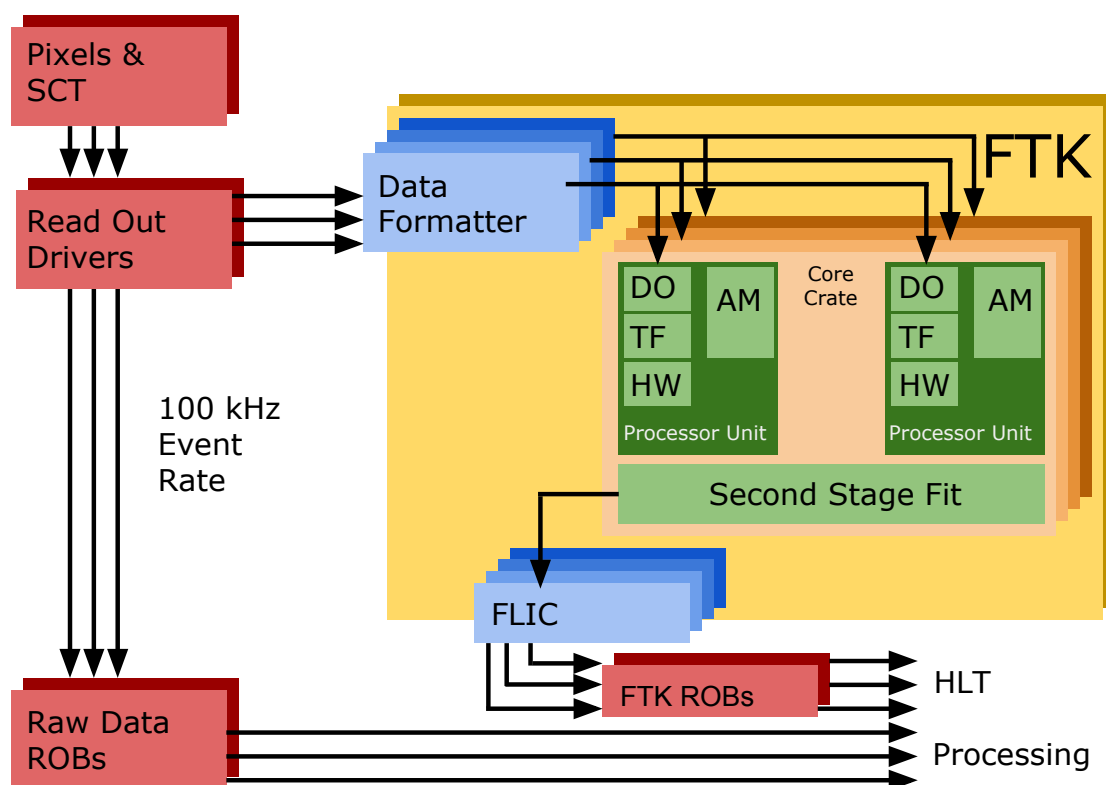 Pixels &
SCT
FTK
Data
Formatter
Read Out
Drivers
Core
Crate
DO
AM
TF
HW
Processor Unit
DO
AM
TF
HW
Processor Unit
100 kHz
Event
Rate
Second Stage Fit
FLIC
FTK ROBs
HLT
Raw Data
ROBs
Processing